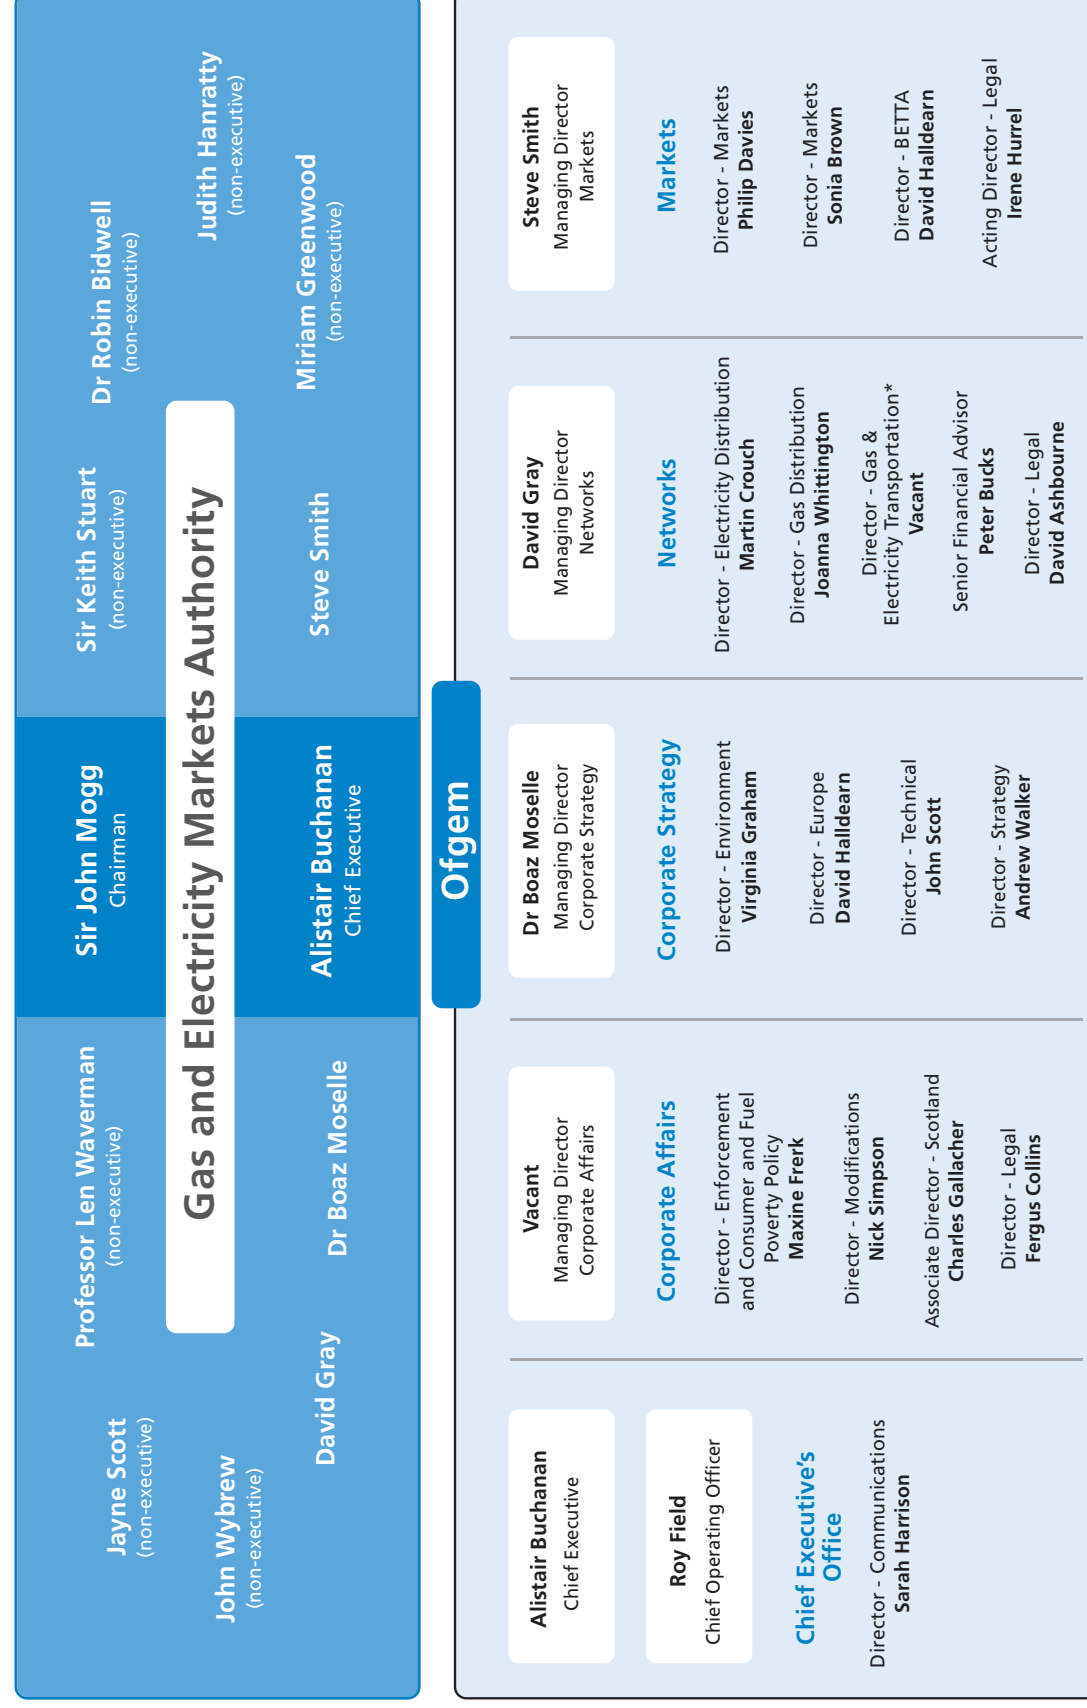 Jayne Scott
(non-executive)
Professor Len Waverman
(non-executive)
Sir John Mogg
Chairman
Sir Keith Stuart
(non-executive)
Dr Robin Bidwell
(non-executive)
John Wybrew
(non-executive)
Gas and Electricity Markets Authority
Judith Hanratty
(non-executive)
David Gray
Dr Boaz Moselle
Alistair Buchanan
Chief Executive
Steve Smith
Miriam Greenwood
(non-executive)
Ofgem
Alistair Buchanan
Chief Executive
Roy Field
Chief Operating Officer
Chief Executive’s
Office
Director - Communications
Sarah Harrison
Vacant
Managing Director
Corporate Affairs
Corporate Affairs
Director - Enforcement
and Consumer and Fuel
Poverty Policy
Maxine Frerk
Director - Modifications
Nick Simpson
Associate Director - Scotland
Charles Gallacher
Director - Legal
Fergus Collins
Dr Boaz Moselle
Managing Director
Corporate Strategy
Corporate Strategy
Director - Environment
Virginia Graham
Director - Europe
David Halldearn
Director - Technical
John Scott
Director - Strategy
Andrew Walker
David Gray
Managing Director
Networks
Networks
Director - Electricity Distribution
Martin Crouch
Director - Gas Distribution
Joanna Whittington
Director - Gas &
Electricity Transportation*
Vacant
Senior Financial Advisor
Peter Bucks
Director - Legal
David Ashbourne
Steve Smith
Managing Director
Markets
Markets
Director - Markets
Philip Davies
Director - Markets
Sonia Brown
Director - BETTA
David Halldearn
Acting Director - Legal
Irene Hurrel